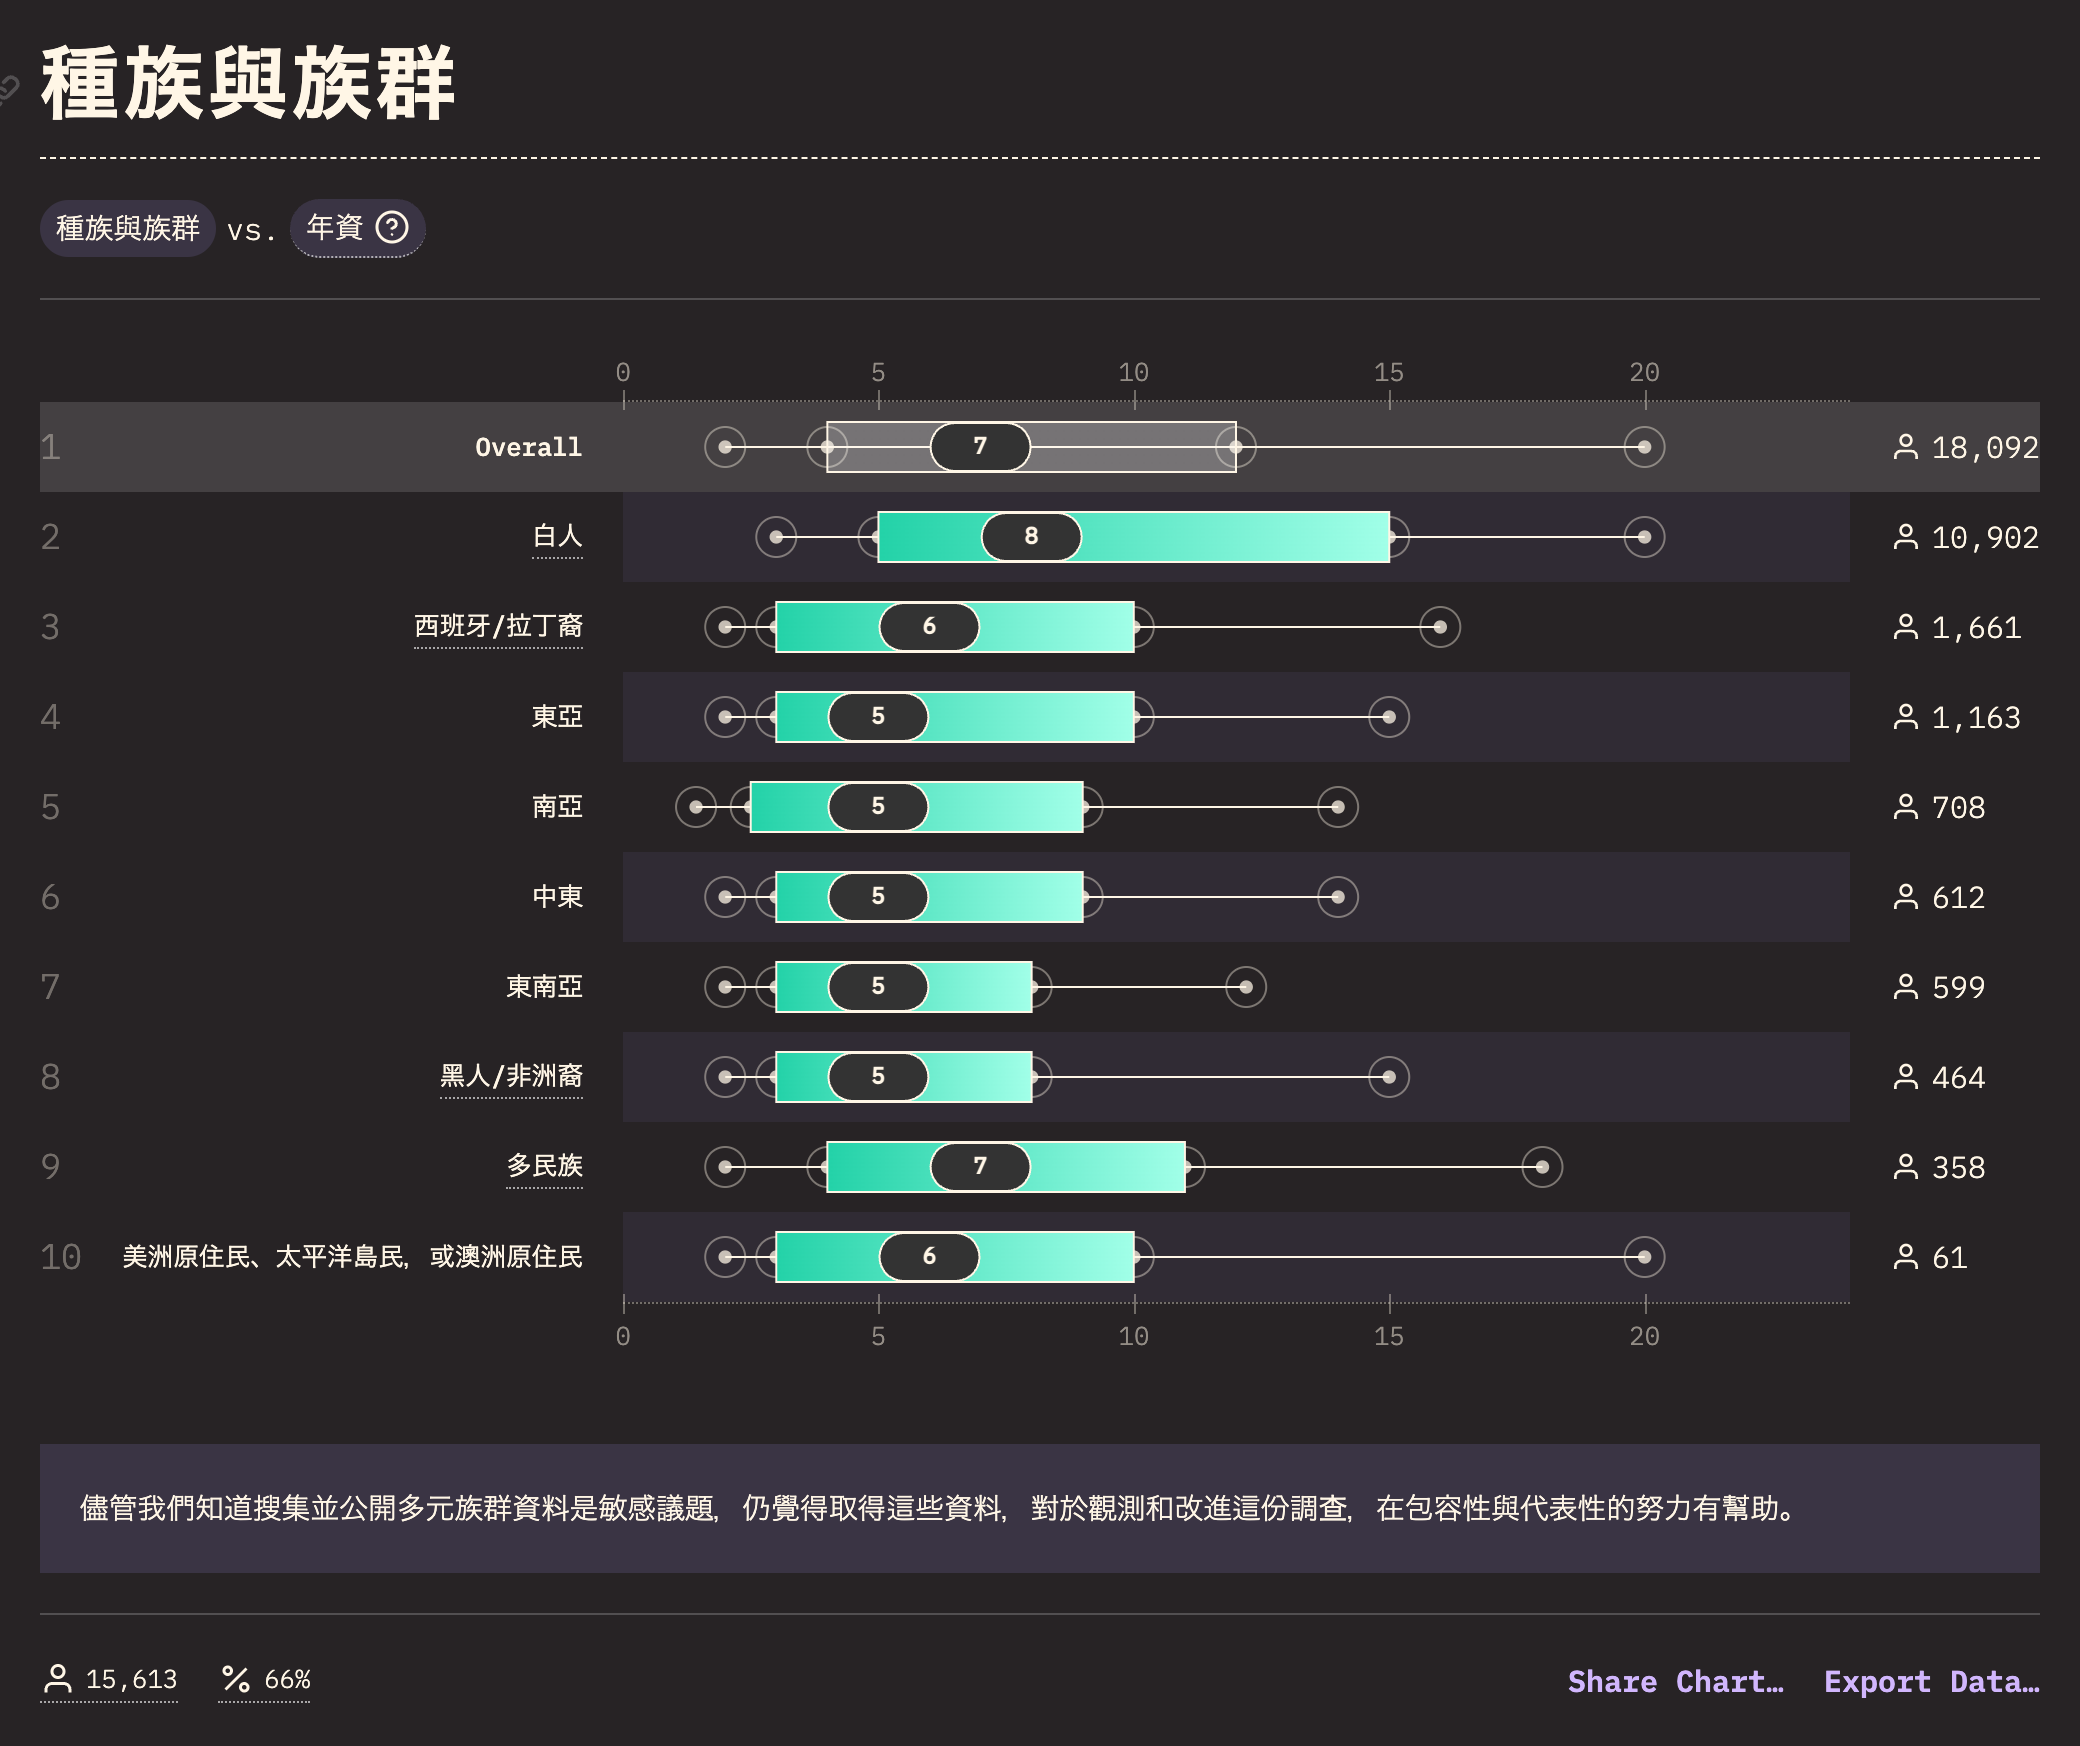 種族與族群
種族與族群 vs. 年資
0 5 10 15 20
1 Overall 7 18,092
2 白人 8 10,902
3 西班牙/拉丁裔 6 1,661
4 東亞 5 1,163
5 南亞 5 708
6 中東 5 612
7 東南亞 5 599
8 黑人/非洲裔 5 464
9 多民族 7 358
10 美洲原住民、太平洋島民，或澳洲原住民 6 61
0 5 10 15 20
儘管我們知道搜集並公開多元族群資料是敏感議題，仍覺得取得這些資料，對於觀測和改進這份調查，在包容性與代表性的努力有幫助。
15,613 66% Share Chart… Export Data…